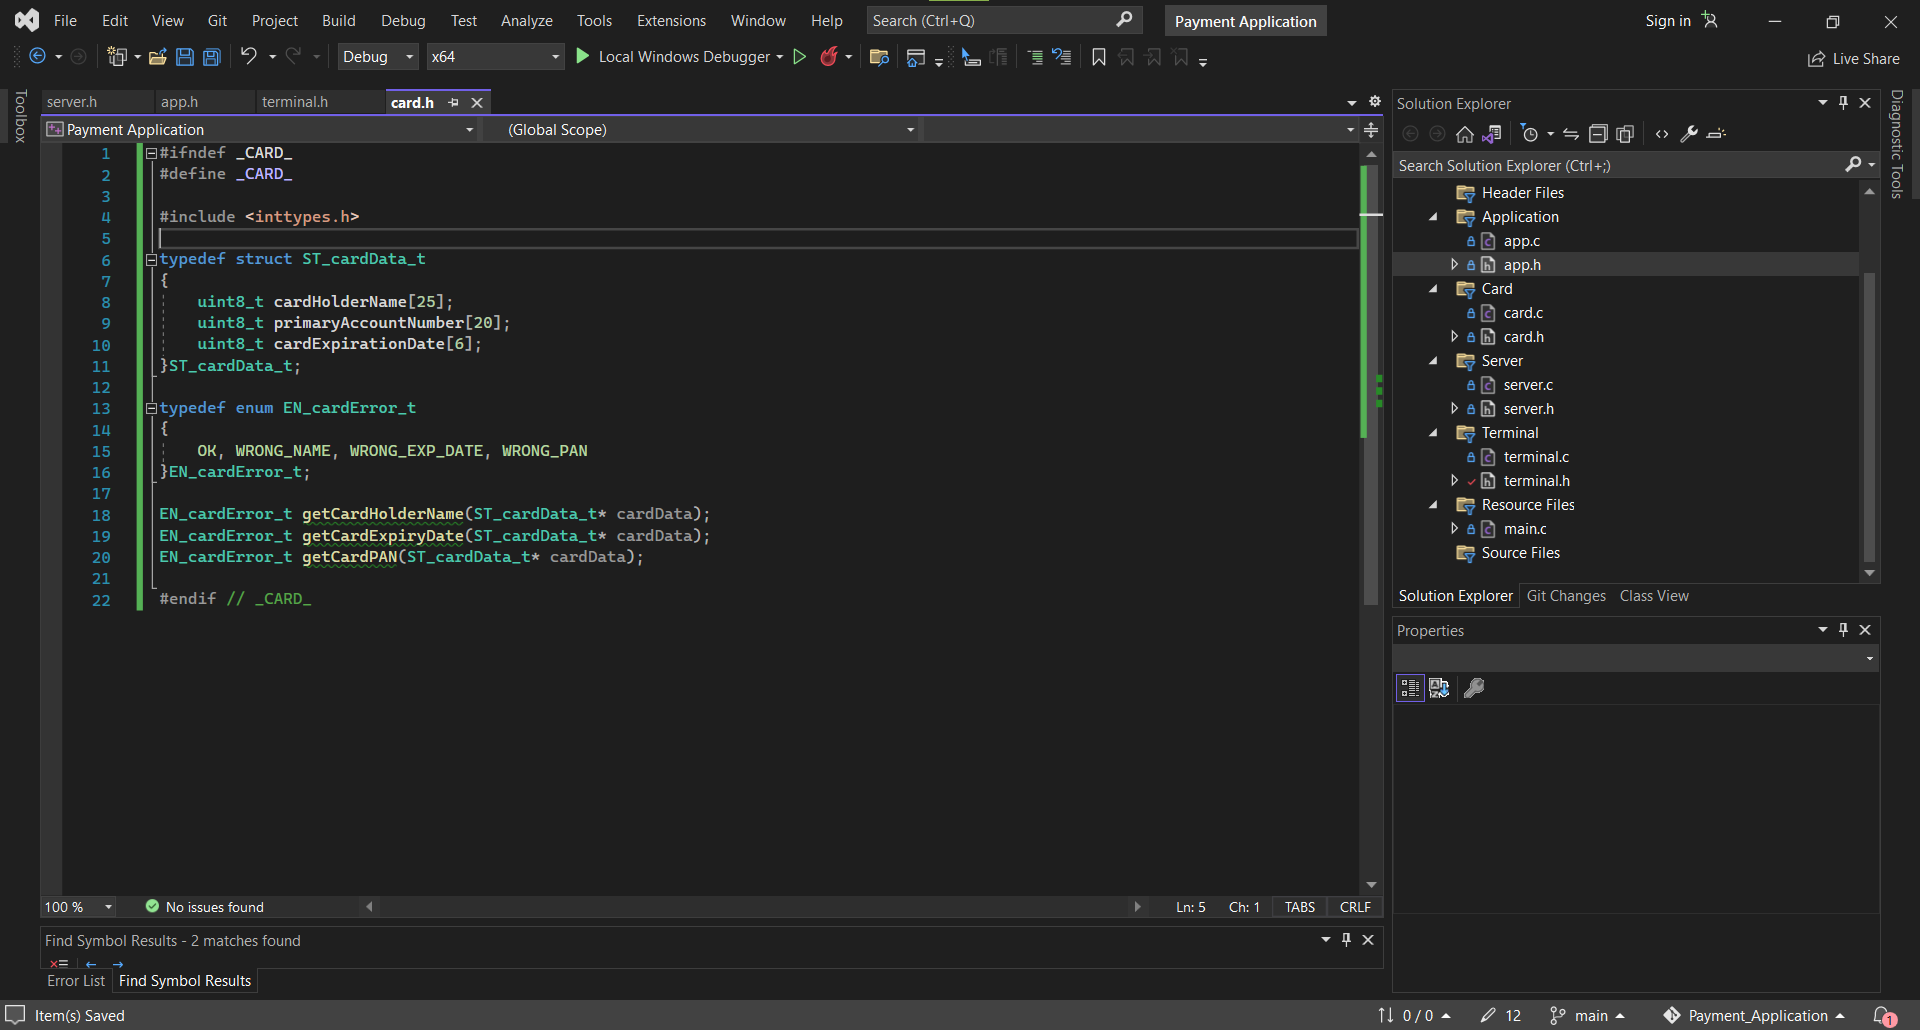 File Edit View Git Project Build Debug Test Analyze Tools Extensions Window Help Search (Ctrl+Q) Payment Application Sign in
Debug x64 Local Windows Debugger Live Share
Toolbox
server.h app.h terminal.h card.h
Payment Application (Global Scope)
1 #ifndef _CARD_
2 #define _CARD_
3
4 #include <inttypes.h>
5
6 typedef struct ST_cardData_t
7 {
8 uint8_t cardHolderName[25];
9 uint8_t primaryAccountNumber[20];
10 uint8_t cardExpirationDate[6];
11 }ST_cardData_t;
12
13 typedef enum EN_cardError_t
14 {
15 OK, WRONG_NAME, WRONG_EXP_DATE, WRONG_PAN
16 }EN_cardError_t;
17
18 EN_cardError_t getCardHolderName(ST_cardData_t* cardData);
19 EN_cardError_t getCardExpiryDate(ST_cardData_t* cardData);
20 EN_cardError_t getCardPAN(ST_cardData_t* cardData);
21
22 #endif // _CARD_
100 % No issues found Ln: 5 Ch: 1 TABS CRLF
Find Symbol Results - 2 matches found
Error List Find Symbol Results
Solution Explorer
Search Solution Explorer (Ctrl+;)
Header Files
Application
app.c
app.h
Card
card.c
card.h
Server
server.c
server.h
Terminal
terminal.c
terminal.h
Resource Files
main.c
Source Files
Solution Explorer Git Changes Class View
Properties
Diagnostic Tools
Item(s) Saved 0 / 0 12 main Payment_Application 1